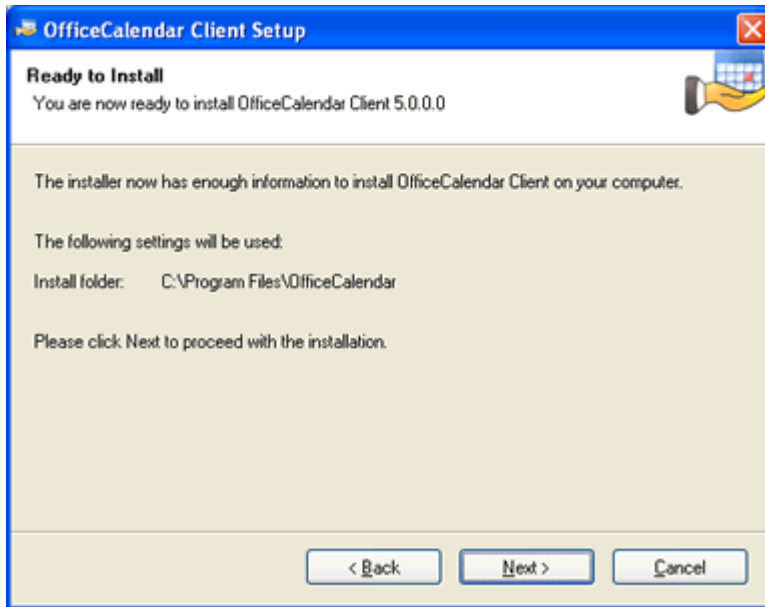 OfficeCalendar Client Setup
Ready to Install
You are now ready to install OfficeCalendar Client 5.0.0.0
The installer now has enough information to install OfficeCalendar Client on your computer.
The following settings will be used:
Install folder: C:\Program Files\OfficeCalendar
Please click Next to proceed with the installation.
< Back Next > Cancel